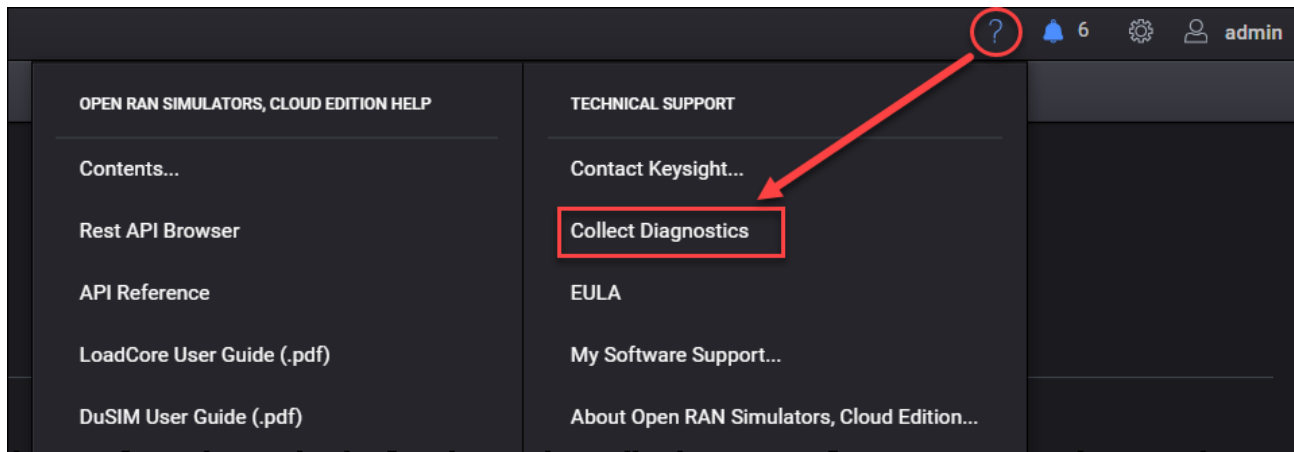 ? 6 admin
OPEN RAN SIMULATORS, CLOUD EDITION HELP
Contents...
Rest API Browser
API Reference
LoadCore User Guide (.pdf)
DuSIM User Guide (.pdf)
TECHNICAL SUPPORT
Contact Keysight...
Collect Diagnostics
EULA
My Software Support...
About Open RAN Simulators, Cloud Edition...